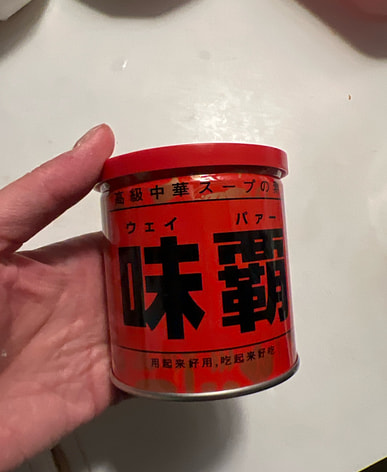 高級中華スープの素
ウェイ バァー
味覇
用起来好用,吃起来好吃